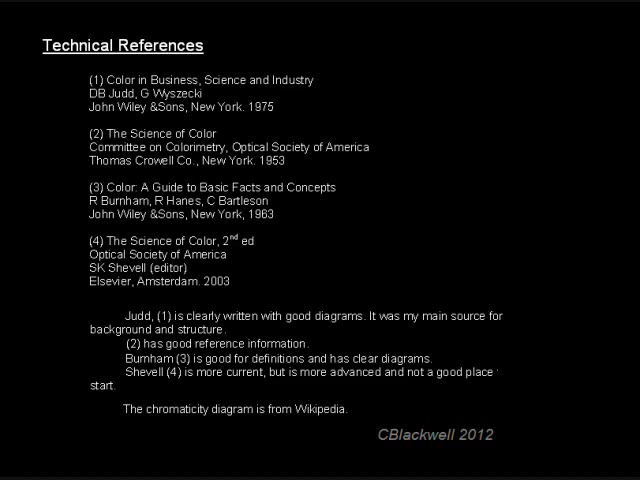 Technical References
(1) Color in Business, Science and Industry
DB Judd, G Wyszecki
John Wiley &Sons, New York. 1975
(2) The Science of Color
Committee on Colorimetry, Optical Society of America
Thomas Crowell Co., New York. 1953
(3) Color: A Guide to Basic Facts and Concepts
R Burnham, R Hanes, C Bartleson
John Wiley &Sons, New York, 1963
(4) The Science of Color, 2nd ed
Optical Society of America
SK Shevell (editor)
Elsevier, Amsterdam. 2003
Judd, (1) is clearly written with good diagrams. It was my main source for
background and structure.
(2) has good reference information.
Burnham (3) is good for definitions and has clear diagrams.
Shevell (4) is more current, but is more advanced and not a good place
start.
The chromaticity diagram is from Wikipedia.
CBlackwell 2012